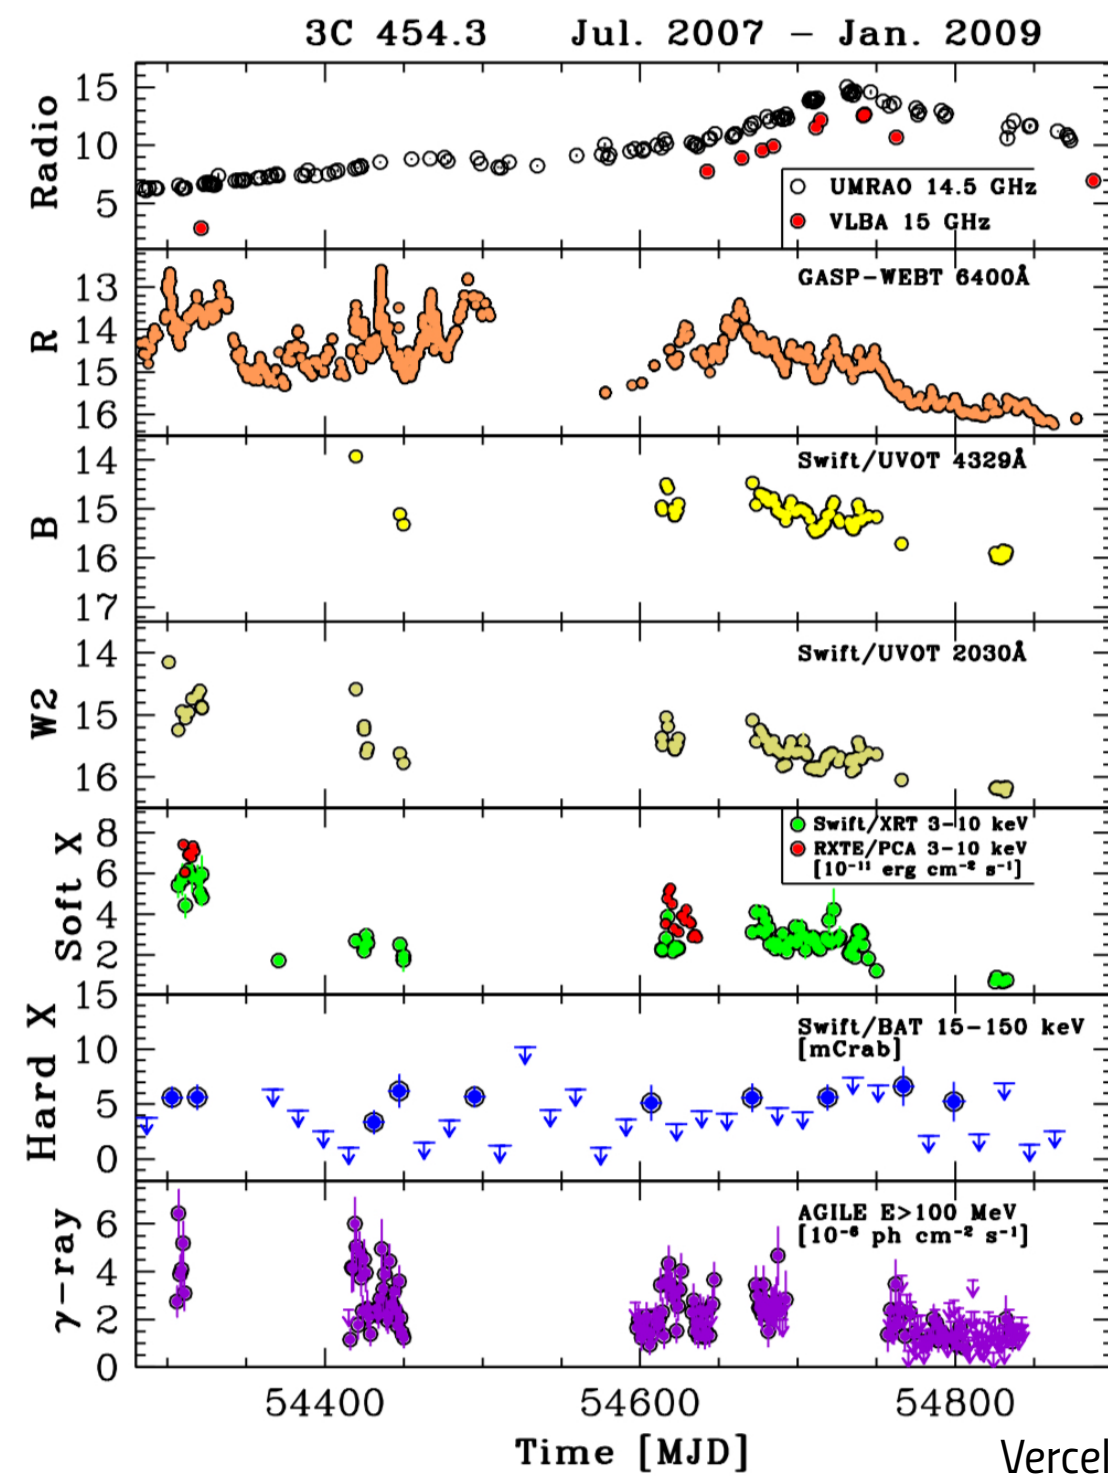 3C 454.3 Jul. 2007 – Jan. 2009
Radio
15
10
5
UMRAO 14.5 GHz
VLBA 15 GHz
R
13
14
15
16
GASP-WEBT 6400Å
B
14
15
16
17
Swift/UVOT 4329Å
W2
14
15
16
Swift/UVOT 2030Å
Soft X
8
6
4
2
Swift/XRT 3-10 keV
RXTE/PCA 3-10 keV
[10⁻¹¹ erg cm⁻² s⁻¹]
Hard X
15
10
5
0
Swift/BAT 15-150 keV
[mCrab]
γ-ray
6
4
2
0
AGILE E>100 MeV
[10⁻⁶ ph cm⁻² s⁻¹]
54400 54600 54800
Time [MJD]
Vercel